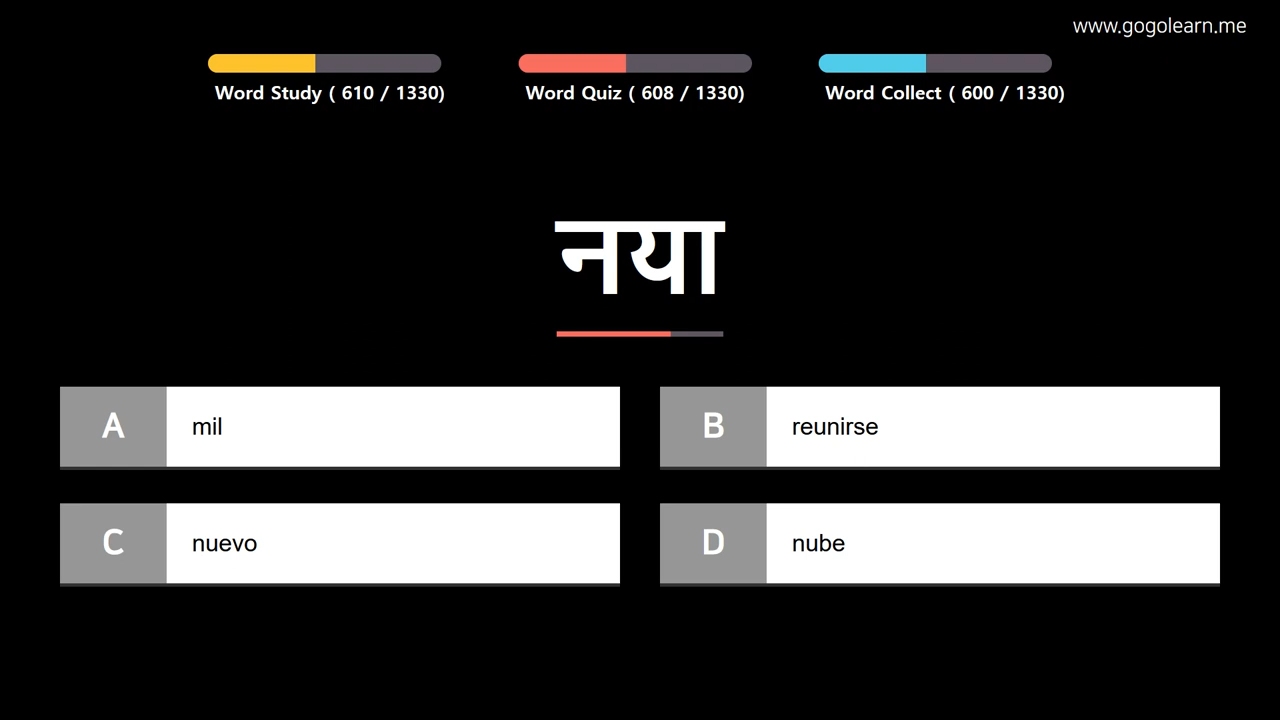 www.gogolearn.me
Word Study ( 610 / 1330)
Word Quiz ( 608 / 1330)
Word Collect ( 600 / 1330)
नया
A mil
B reunirse
C nuevo
D nube